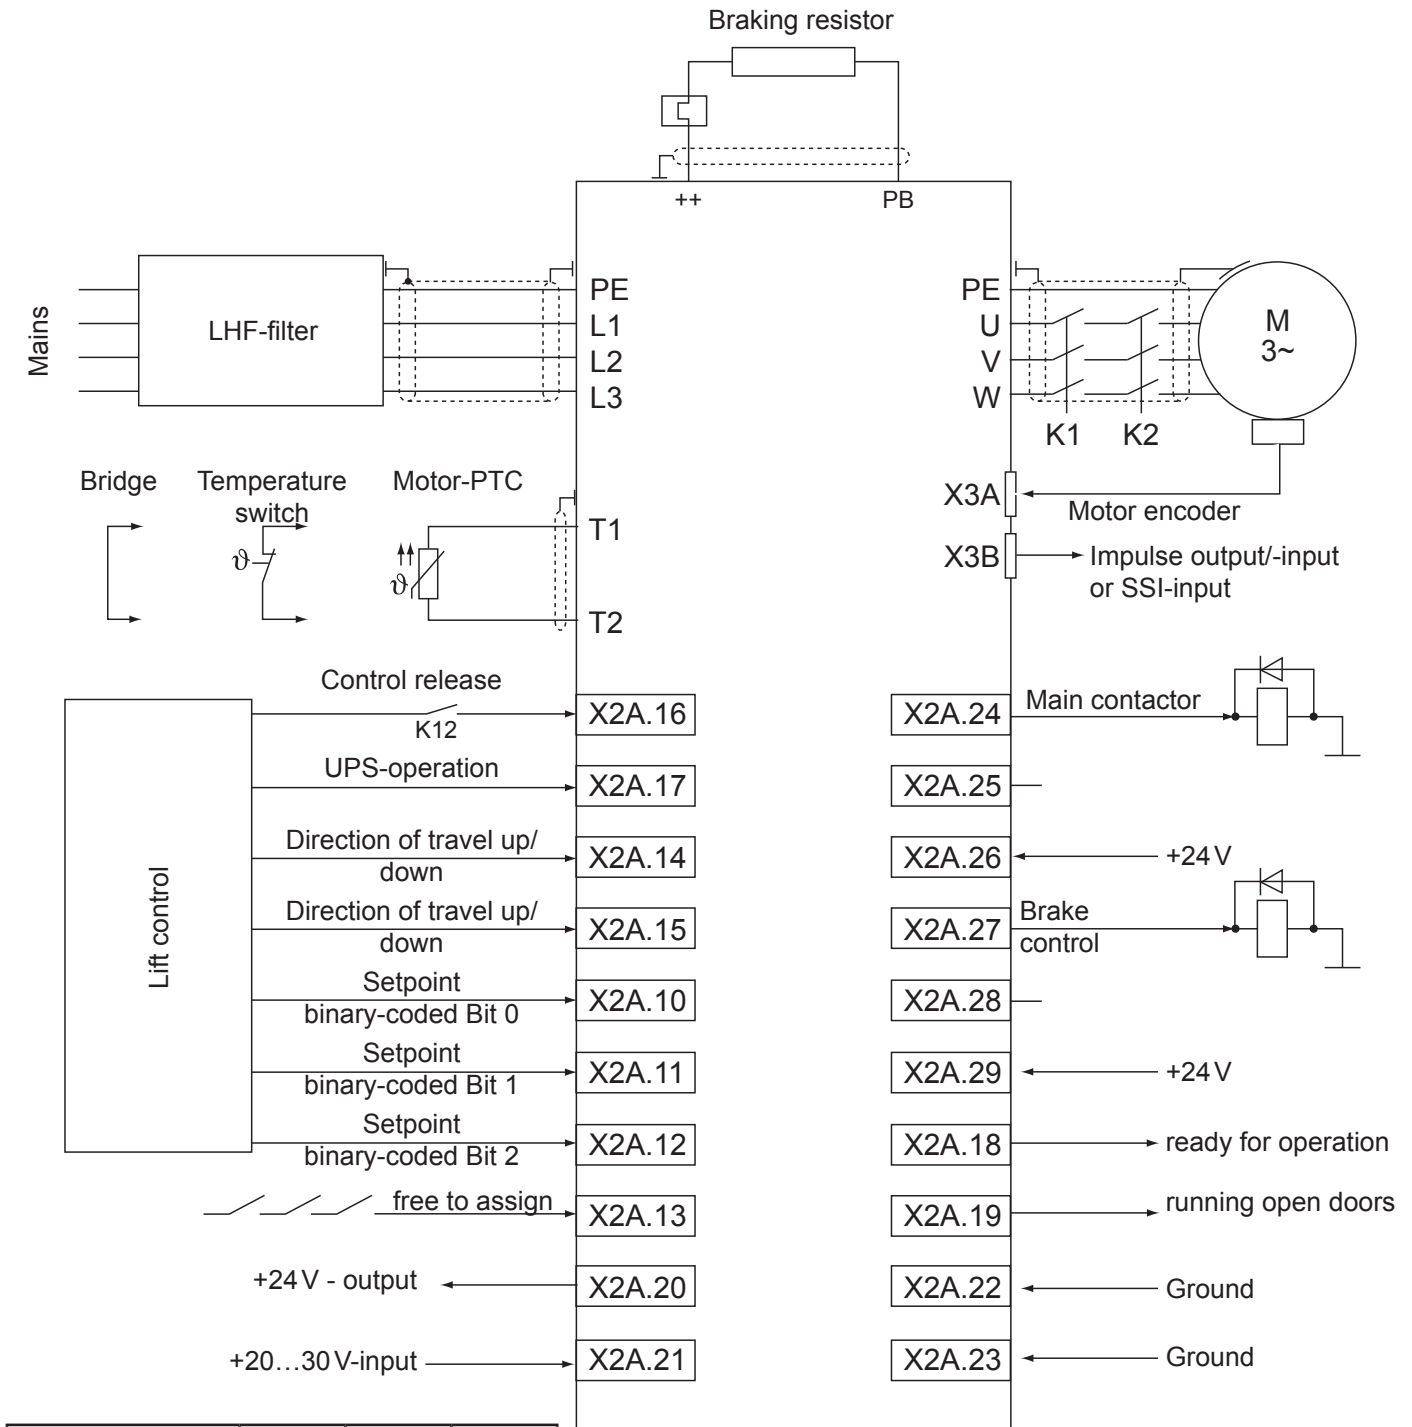 Braking resistor
++
PB
Mains
LHF-filter
PE
L1
L2
L3
PE
U
V
W
K1
K2
M
3~
Bridge
Temperature
switch
ϑ
Motor-PTC
ϑ
T1
T2
X3A
Motor encoder
X3B
Impulse output/-input
or SSI-input
Lift control
Control release
K12
X2A.16
UPS-operation
X2A.17
Direction of travel up/
down
X2A.14
Direction of travel up/
down
X2A.15
Setpoint
binary-coded Bit 0
X2A.10
Setpoint
binary-coded Bit 1
X2A.11
Setpoint
binary-coded Bit 2
X2A.12
free to assign
X2A.13
+24 V - output
X2A.20
+20…30 V-input
X2A.21
X2A.24
Main contactor
X2A.25
X2A.26
+24 V
X2A.27
Brake
control
X2A.28
X2A.29
+24 V
X2A.18
ready for operation
X2A.19
running open doors
X2A.22
Ground
X2A.23
Ground